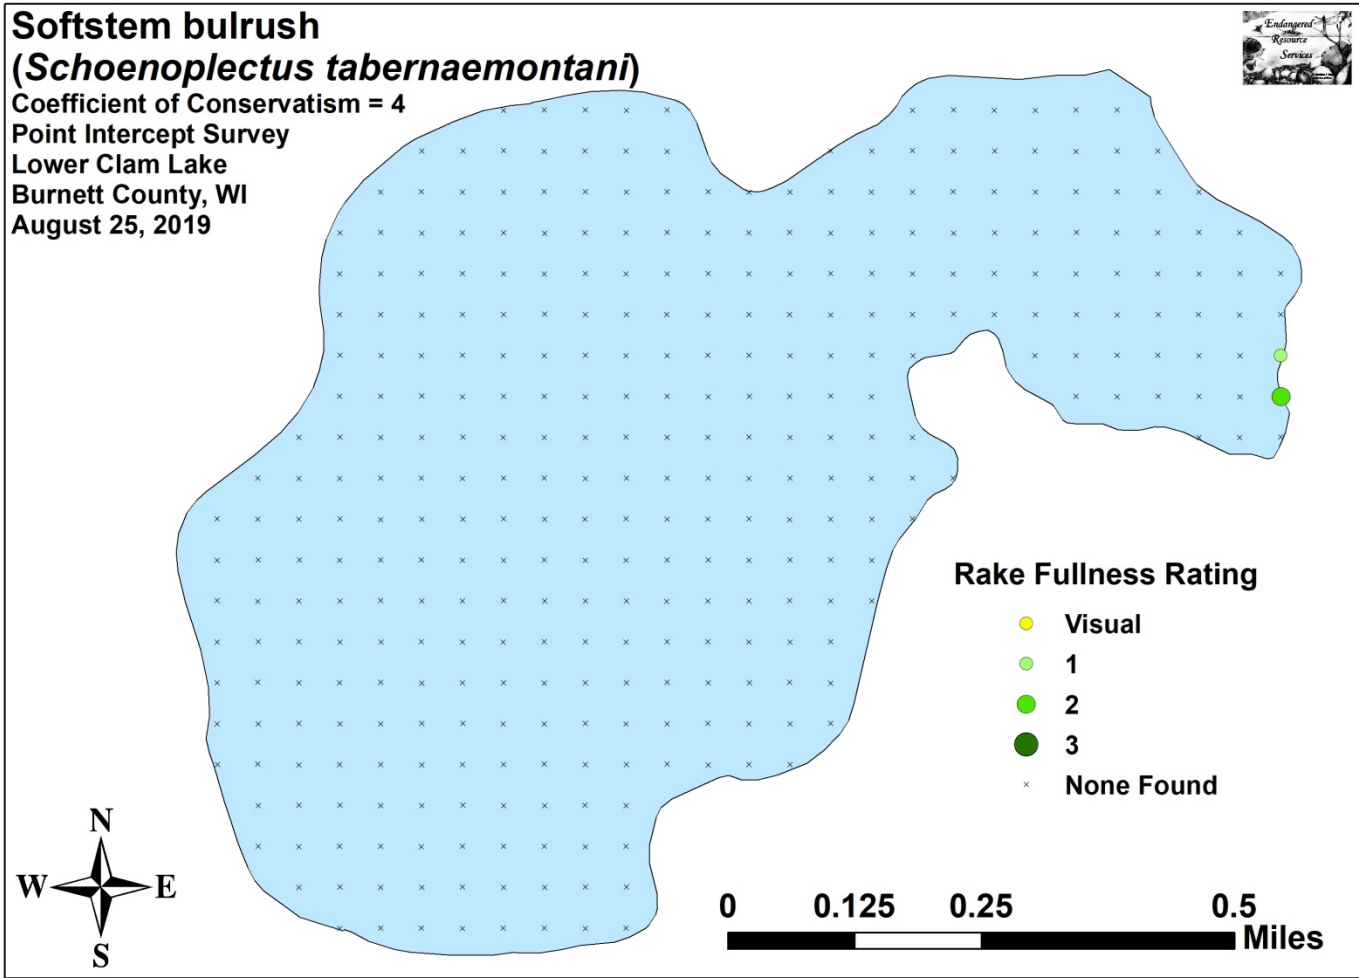 Softstem bulrush
(Schoenoplectus tabernaemontani)
Coefficient of Conservatism = 4
Point Intercept Survey
Lower Clam Lake
Burnett County, WI
August 25, 2019
Endangered
Resource
Services
Rake Fullness Rating
Visual
1
2
3
None Found
N
W E
S
0 0.125 0.25 0.5
Miles